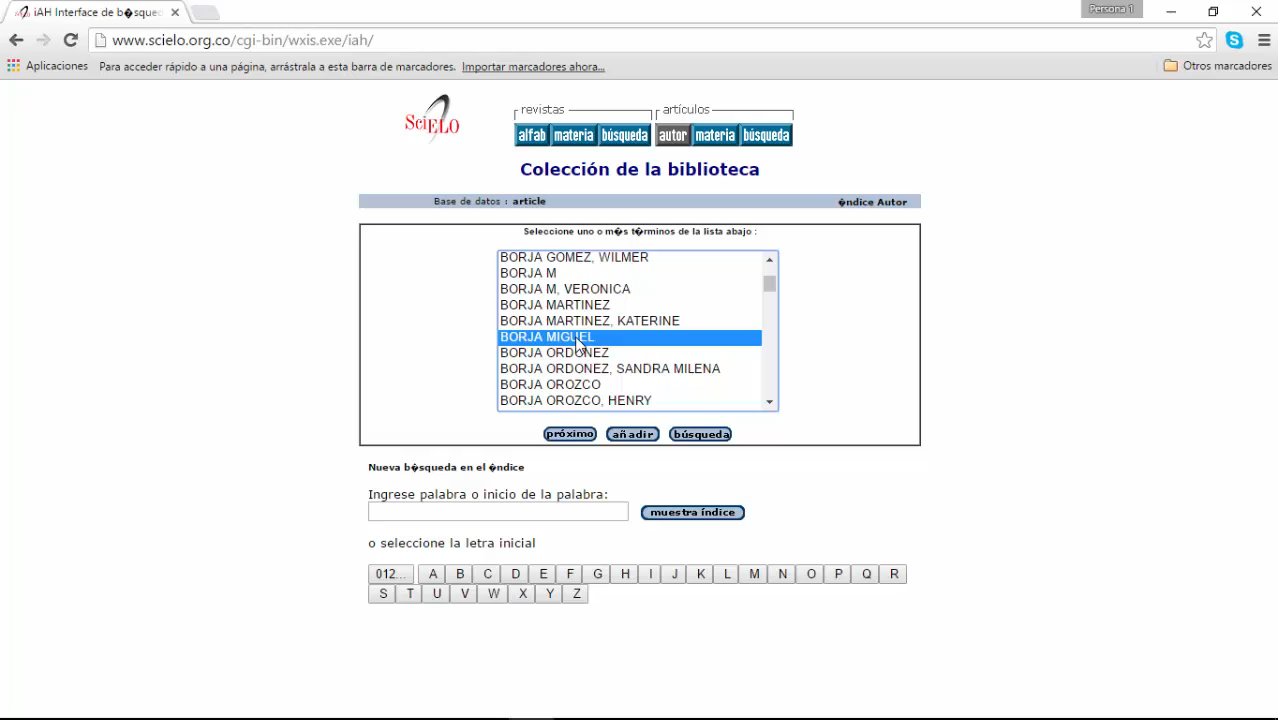 iAH Interface de b�squed
Persona 1
www.scielo.org.co/cgi-bin/wxis.exe/iah/
Aplicaciones Para acceder rápido a una página, arrástrala a esta barra de marcadores. Importar marcadores ahora... Otros marcadores
SciELO
revistas artículos
alfab materia búsqueda autor materia búsqueda
Colección de la biblioteca
Base de datos : article �ndice Autor
Seleccione uno o m�s t�rminos de la lista abajo :
BORJA GOMEZ, WILMER
BORJA M
BORJA M, VERONICA
BORJA MARTINEZ
BORJA MARTINEZ, KATERINE
BORJA MIGUEL
BORJA ORDONEZ
BORJA ORDONEZ, SANDRA MILENA
BORJA OROZCO
BORJA OROZCO, HENRY
próximo añadir búsqueda
Nueva b�squeda en el �ndice
Ingrese palabra o inicio de la palabra:
muestra índice
o seleccione la letra inicial
012... A B C D E F G H I J K L M N O P Q R
S T U V W X Y Z